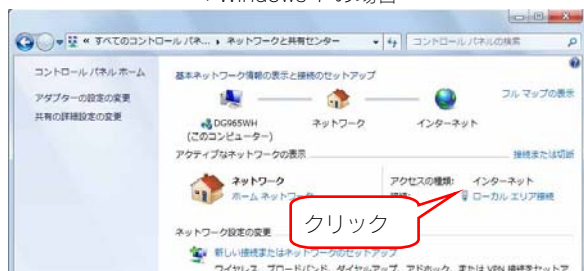 すべてのコントロール パネ... ネットワークと共有センター コントロール パネルの検索
コントロール パネル ホーム
アダプターの設定の変更
共有の詳細設定の変更
基本ネットワーク情報の表示と接続のセットアップ
フル マップの表示
DG965WH
(このコンピューター)
ネットワーク
インターネット
アクティブなネットワークの表示
接続または切断
ネットワーク
ホーム ネットワーク
アクセスの種類: インターネット
ローカル エリア接続
クリック
ネットワーク設定の変更
新しい接続またはネットワークのセットアップ
ワイヤレス、ブロードバンド、ダイヤルアップ、アドホック、または VPN 接続をセットア